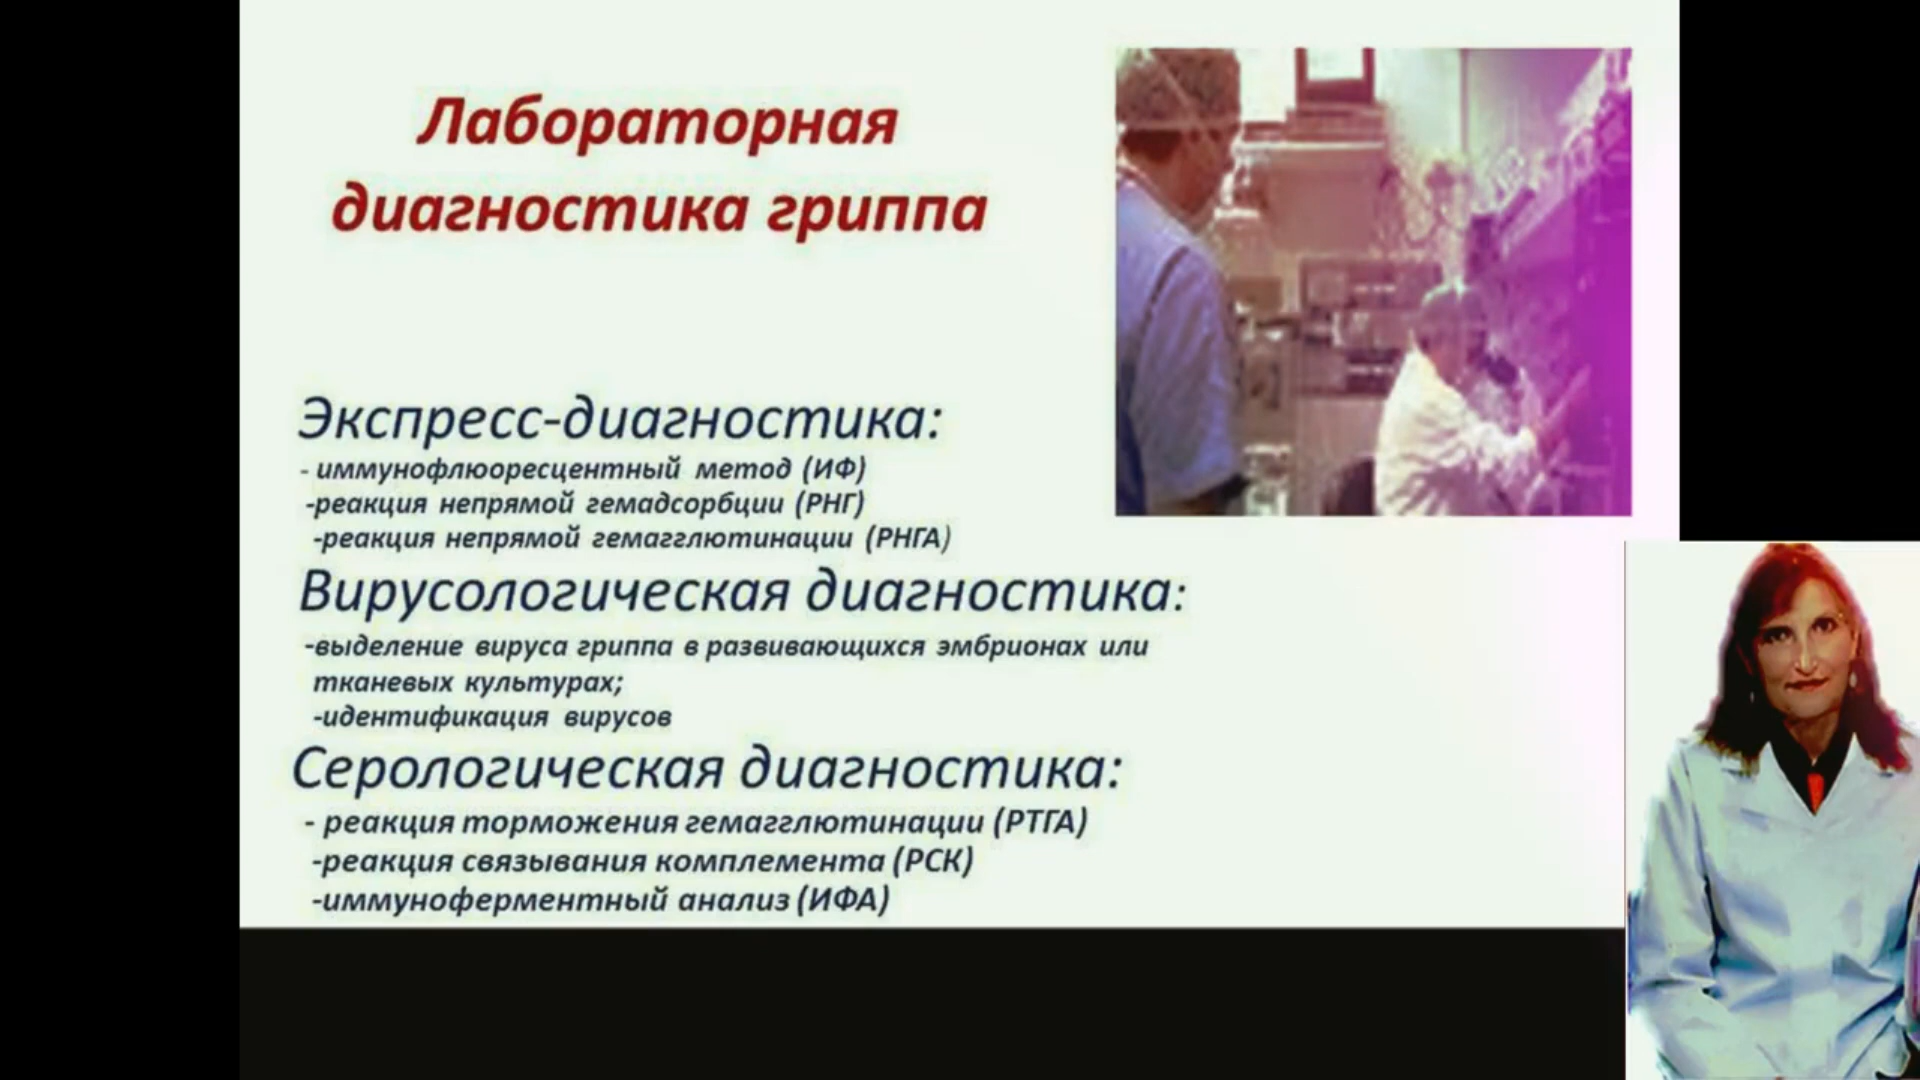 Лабораторная
диагностика гриппа
Экспресс-диагностика:
- иммунофлюоресцентный метод (ИФ)
-реакция непрямой гемадсорбции (РНГ)
-реакция непрямой гемагглютинации (РНГА)
Вирусологическая диагностика:
-выделение вируса гриппа в развивающихся эмбрионах или
тканевых культурах;
-идентификация вирусов
Серологическая диагностика:
- реакция торможения гемагглютинации (РТГА)
-реакция связывания комплемента (РСК)
-иммуноферментный анализ (ИФА)